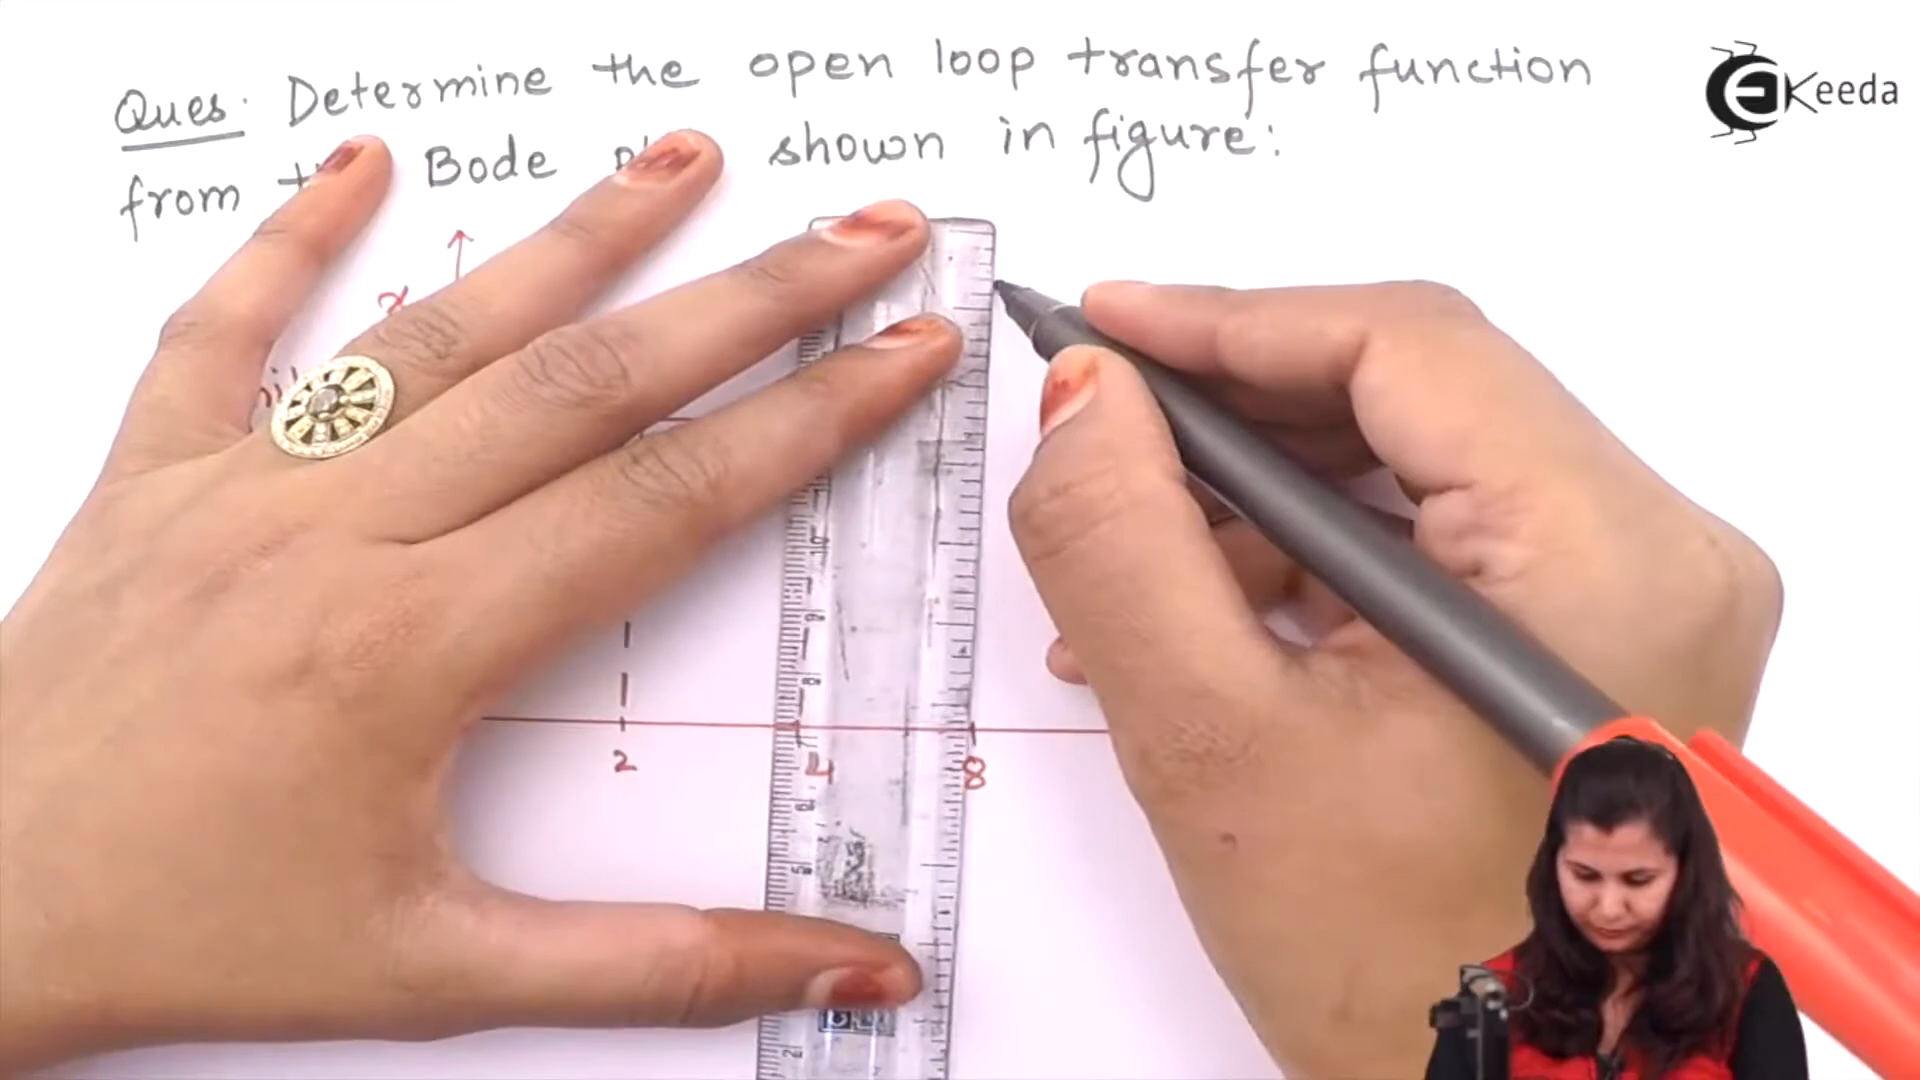 Ques. Determine the open loop transfer function
from Bode shown in figure:
Keeda
2 4 8